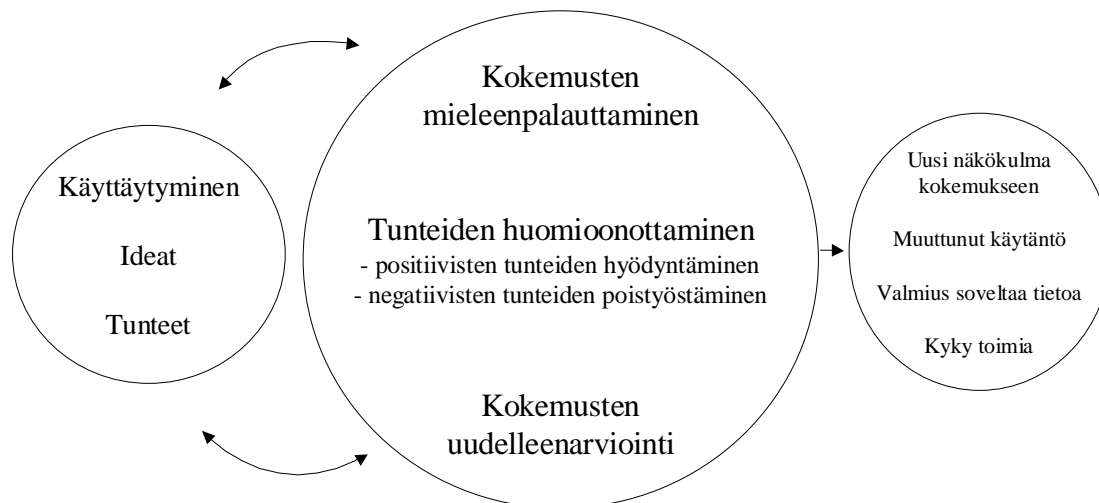 Käyttäytyminen
Ideat
Tunteet
Kokemusten
mieleenpalauttaminen
Tunteiden huomioonottaminen
- positiivisten tunteiden hyödyntäminen
- negatiivisten tunteiden poistyöstäminen
Kokemusten
uudelleenarviointi
Uusi näkökulma
kokemukseen
Muuttunut käytäntö
Valmius soveltaa tietoa
Kyky toimia